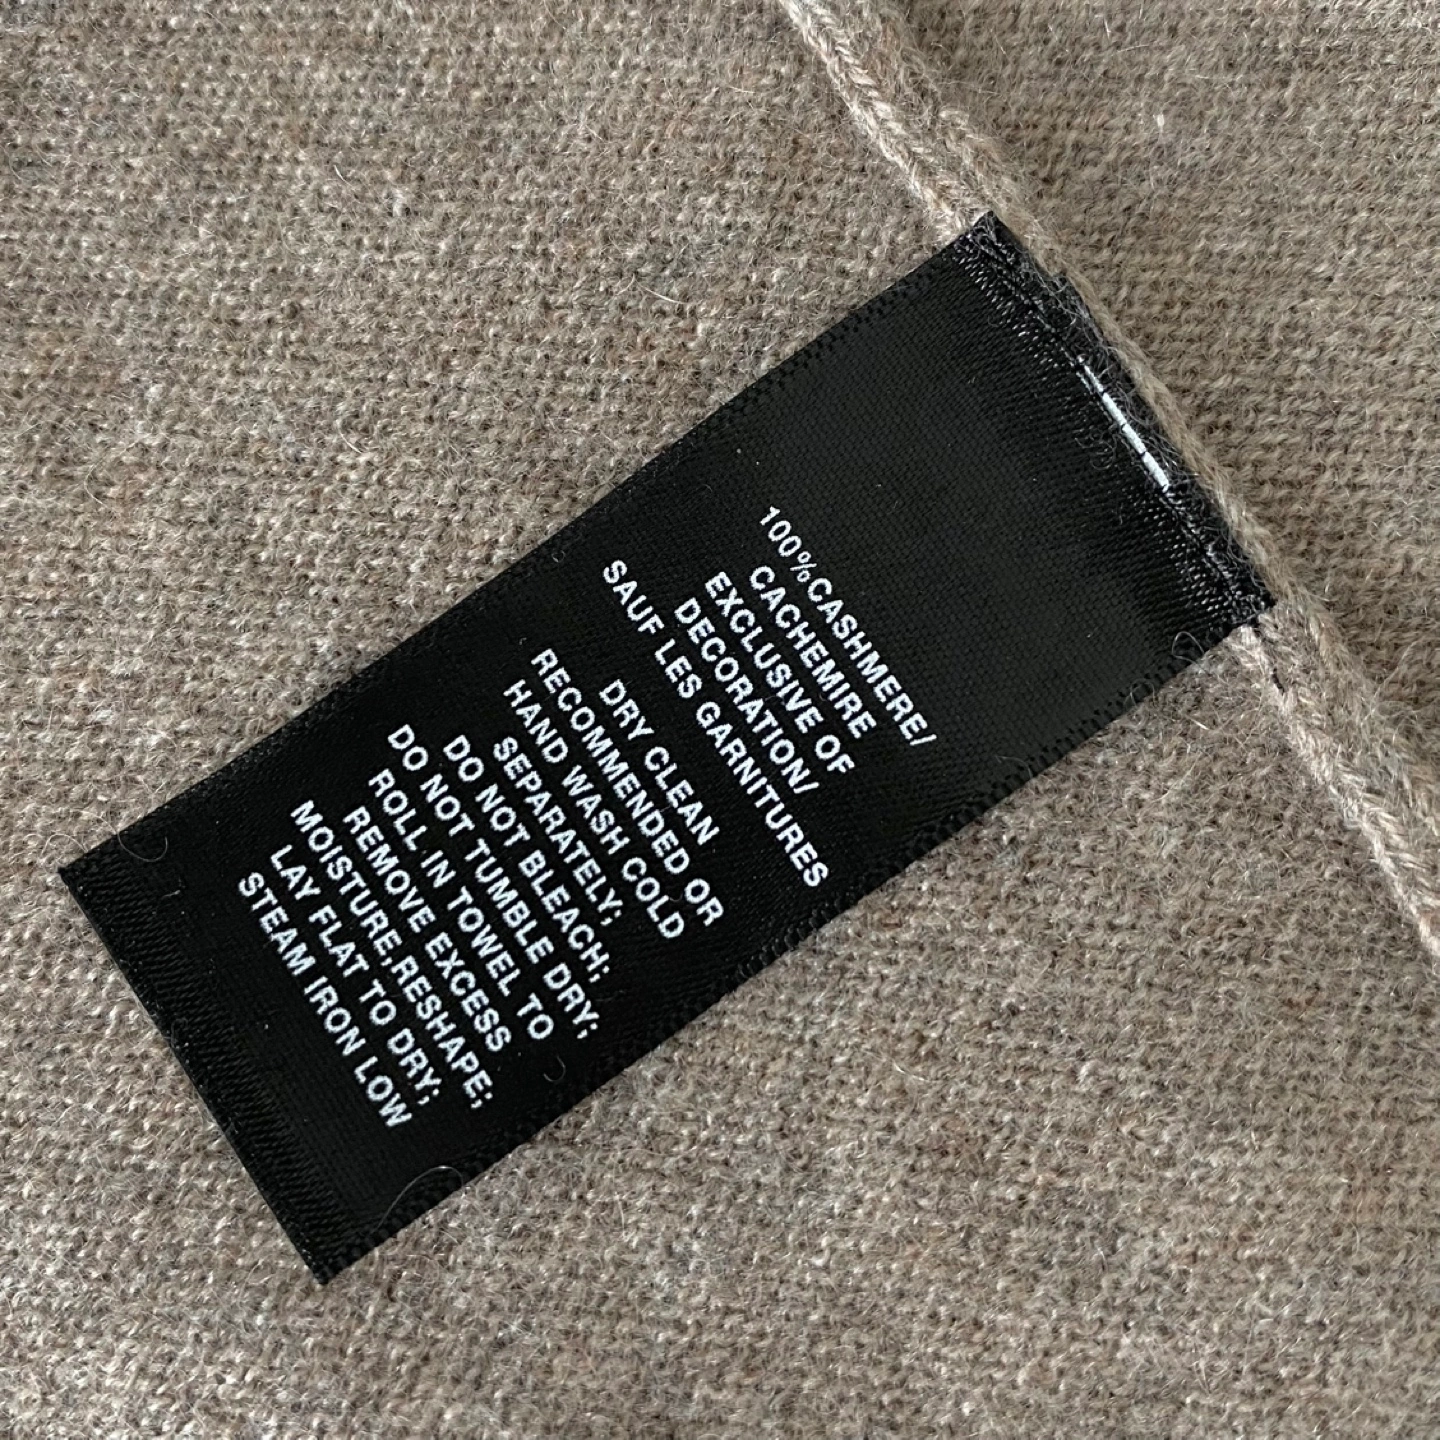 100%CASHMERE/
CACHEMIRE
EXCLUSIVE OF
DECORATION/
SAUF LES GARNITURES
DRY CLEAN
RECOMMENDED OR
HAND WASH COLD
SEPARATELY;
DO NOT BLEACH;
DO NOT TUMBLE DRY;
ROLL IN TOWEL TO
REMOVE EXCESS
MOISTURE,RESHAPE;
LAY FLAT TO DRY;
STEAM IRON LOW